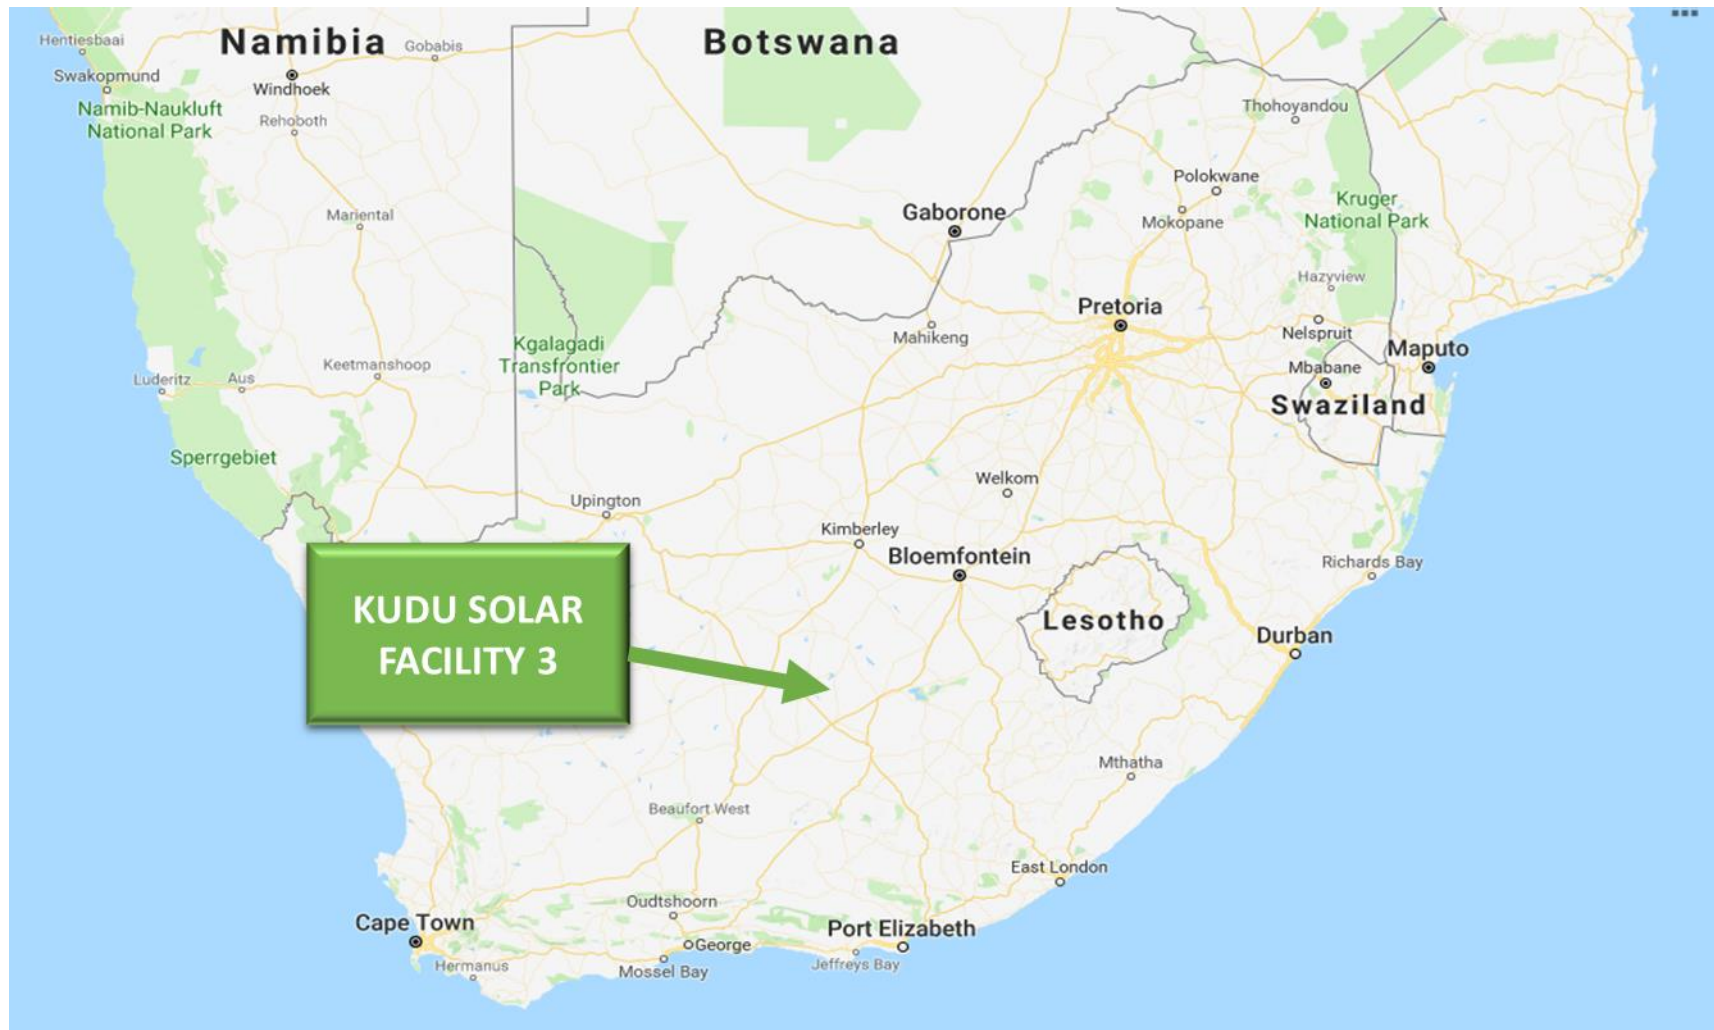 Hentiesbaai
Namibia
Gobabis
Botswana
Swakopmund
Windhoek
Namib-Naukluft
National Park
Rehoboth
Thohoyandou
Polokwane
Kruger
National Park
Mariental
Gaborone
Mokopane
Hazyview
Pretoria
Mahikeng
Nelspruit
Kgalagadi
Transfrontier
Park
Maputo
Keetmanshoop
Mbabane
Luderitz
Aus
Swaziland
Sperrgebiet
Welkom
Upington
Kimberley
Bloemfontein
Richards Bay
KUDU SOLAR
FACILITY 3
Lesotho
Durban
Mthatha
Beaufort West
East London
Oudtshoorn
Cape Town
Port Elizabeth
George
Hermanus
Mossel Bay
Jeffreys Bay